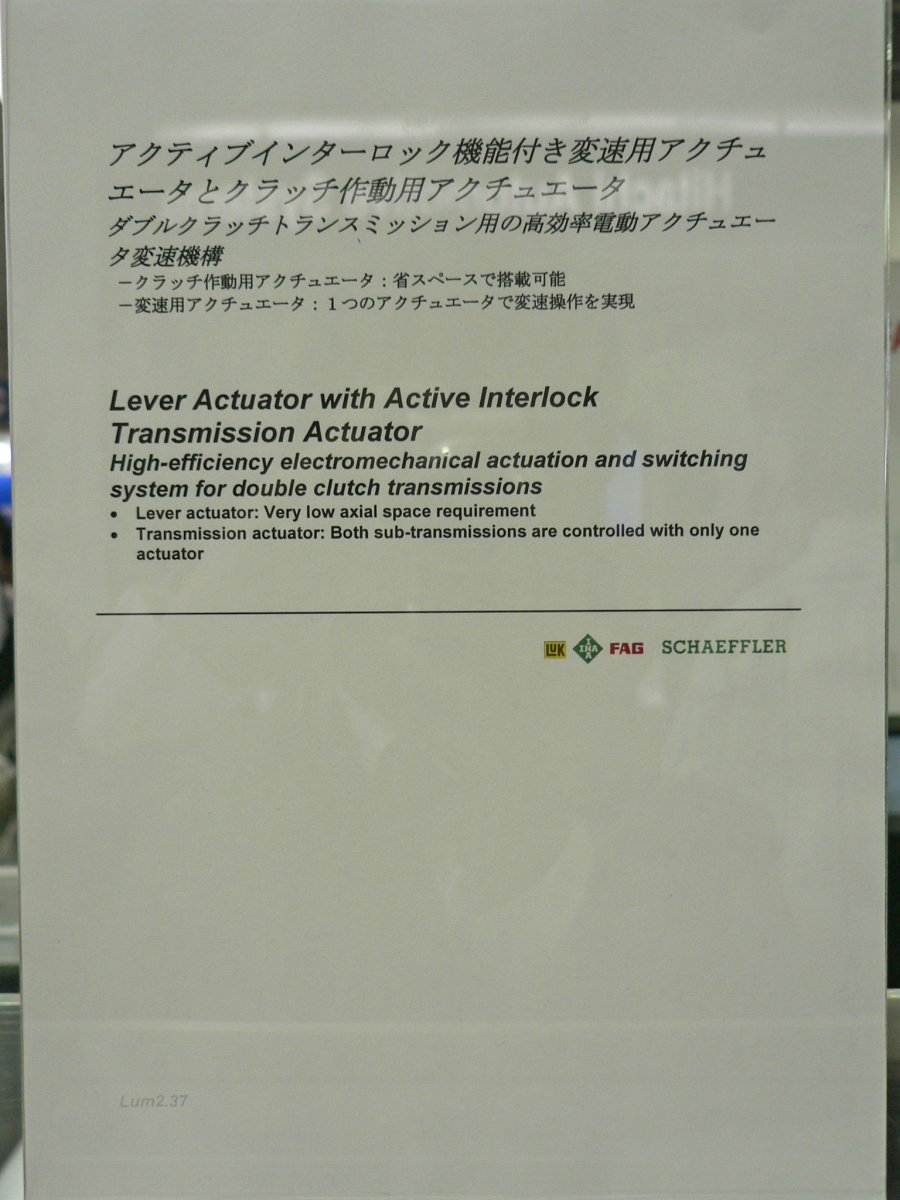 アクティブインターロック機能付き変速用アクチュ
エータとクラッチ作動用アクチュエータ
ダブルクラッチトランスミッション用の高効率電動アクチュエー
タ変速機構
－クラッチ作動用アクチュエータ：省スペースで搭載可能
－変速用アクチュエータ：１つのアクチュエータで変速操作を実現
Lever Actuator with Active Interlock
Transmission Actuator
High-efficiency electromechanical actuation and switching
system for double clutch transmissions
• Lever actuator: Very low axial space requirement
• Transmission actuator: Both sub-transmissions are controlled with only one
actuator
LUK INA FAG SCHAEFFLER
Lum2.37